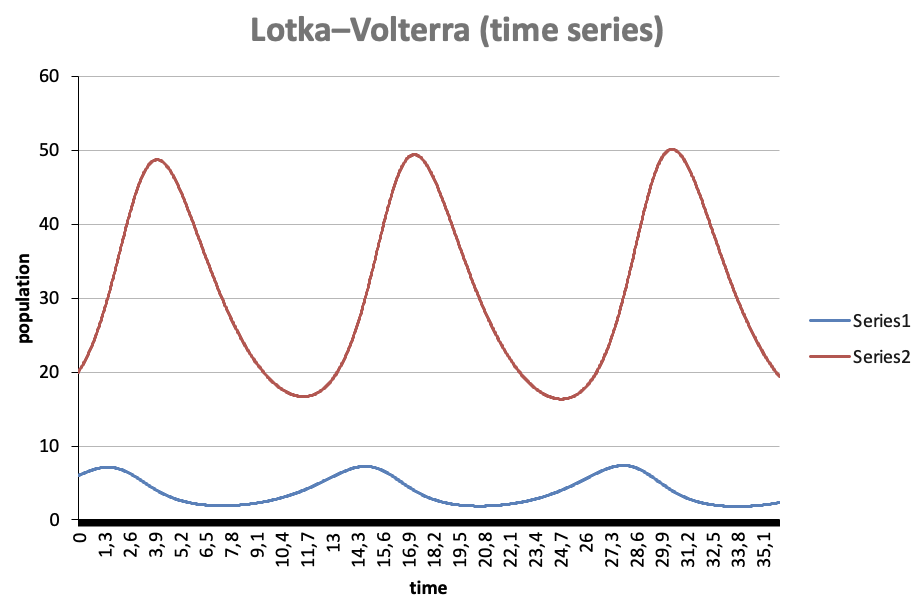 Lotka–Volterra (time series)
60
50
40
30
20
10
0
population
0 1,3 2,6 3,9 5,2 6,5 7,8 9,1 10,4 11,7 13 14,3 15,6 16,9 18,2 19,5 20,8 22,1 23,4 24,7 26 27,3 28,6 29,9 31,2 32,5 33,8 35,1
time
Series1
Series2